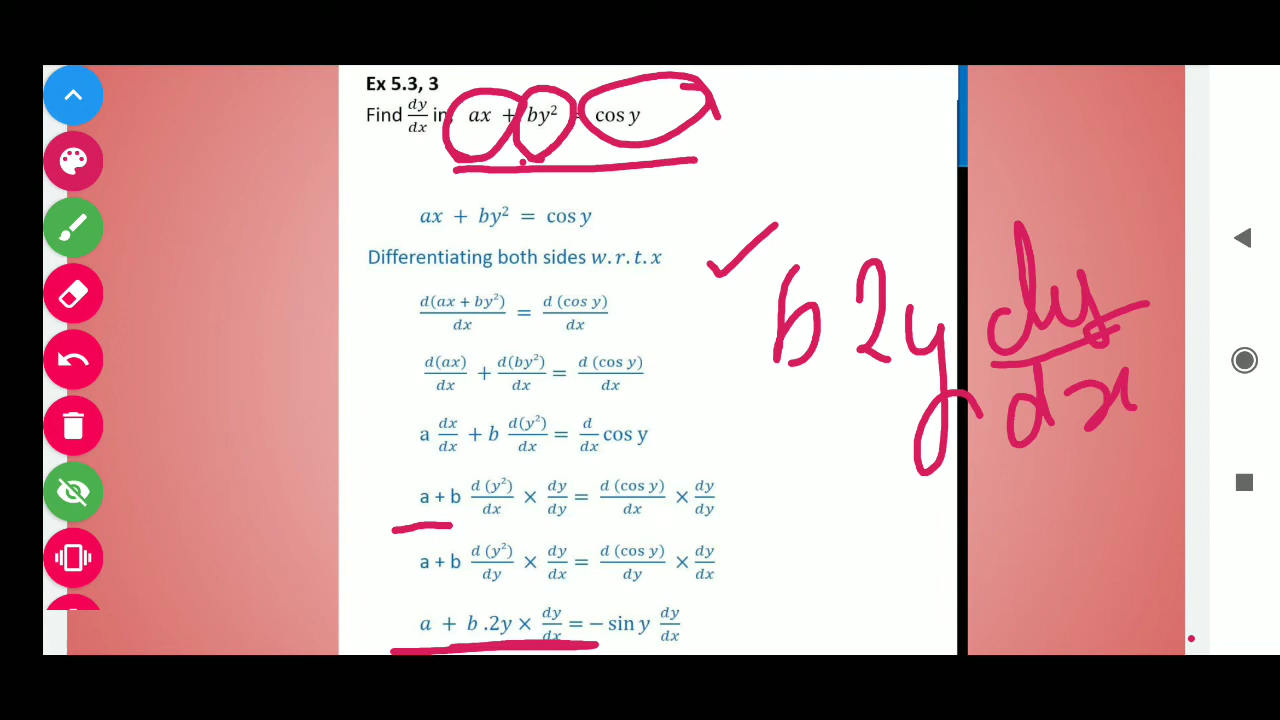 Ex 5.3, 3
Find dy/dx in, ax + by² = cos y
ax + by² = cos y
Differentiating both sides w.r.t.x
d(ax + by²)/dx = d (cos y)/dx
d(ax)/dx + d(by²)/dx = d (cos y)/dx
a dx/dx + b d(y²)/dx = d/dx cos y
a + b d (y²)/dx × dy/dy = d (cos y)/dx × dy/dy
a + b d (y²)/dy × dy/dx = d (cos y)/dy × dy/dx
a + b .2y × dy/dx = − sin y dy/dx
b 2y dy/dx